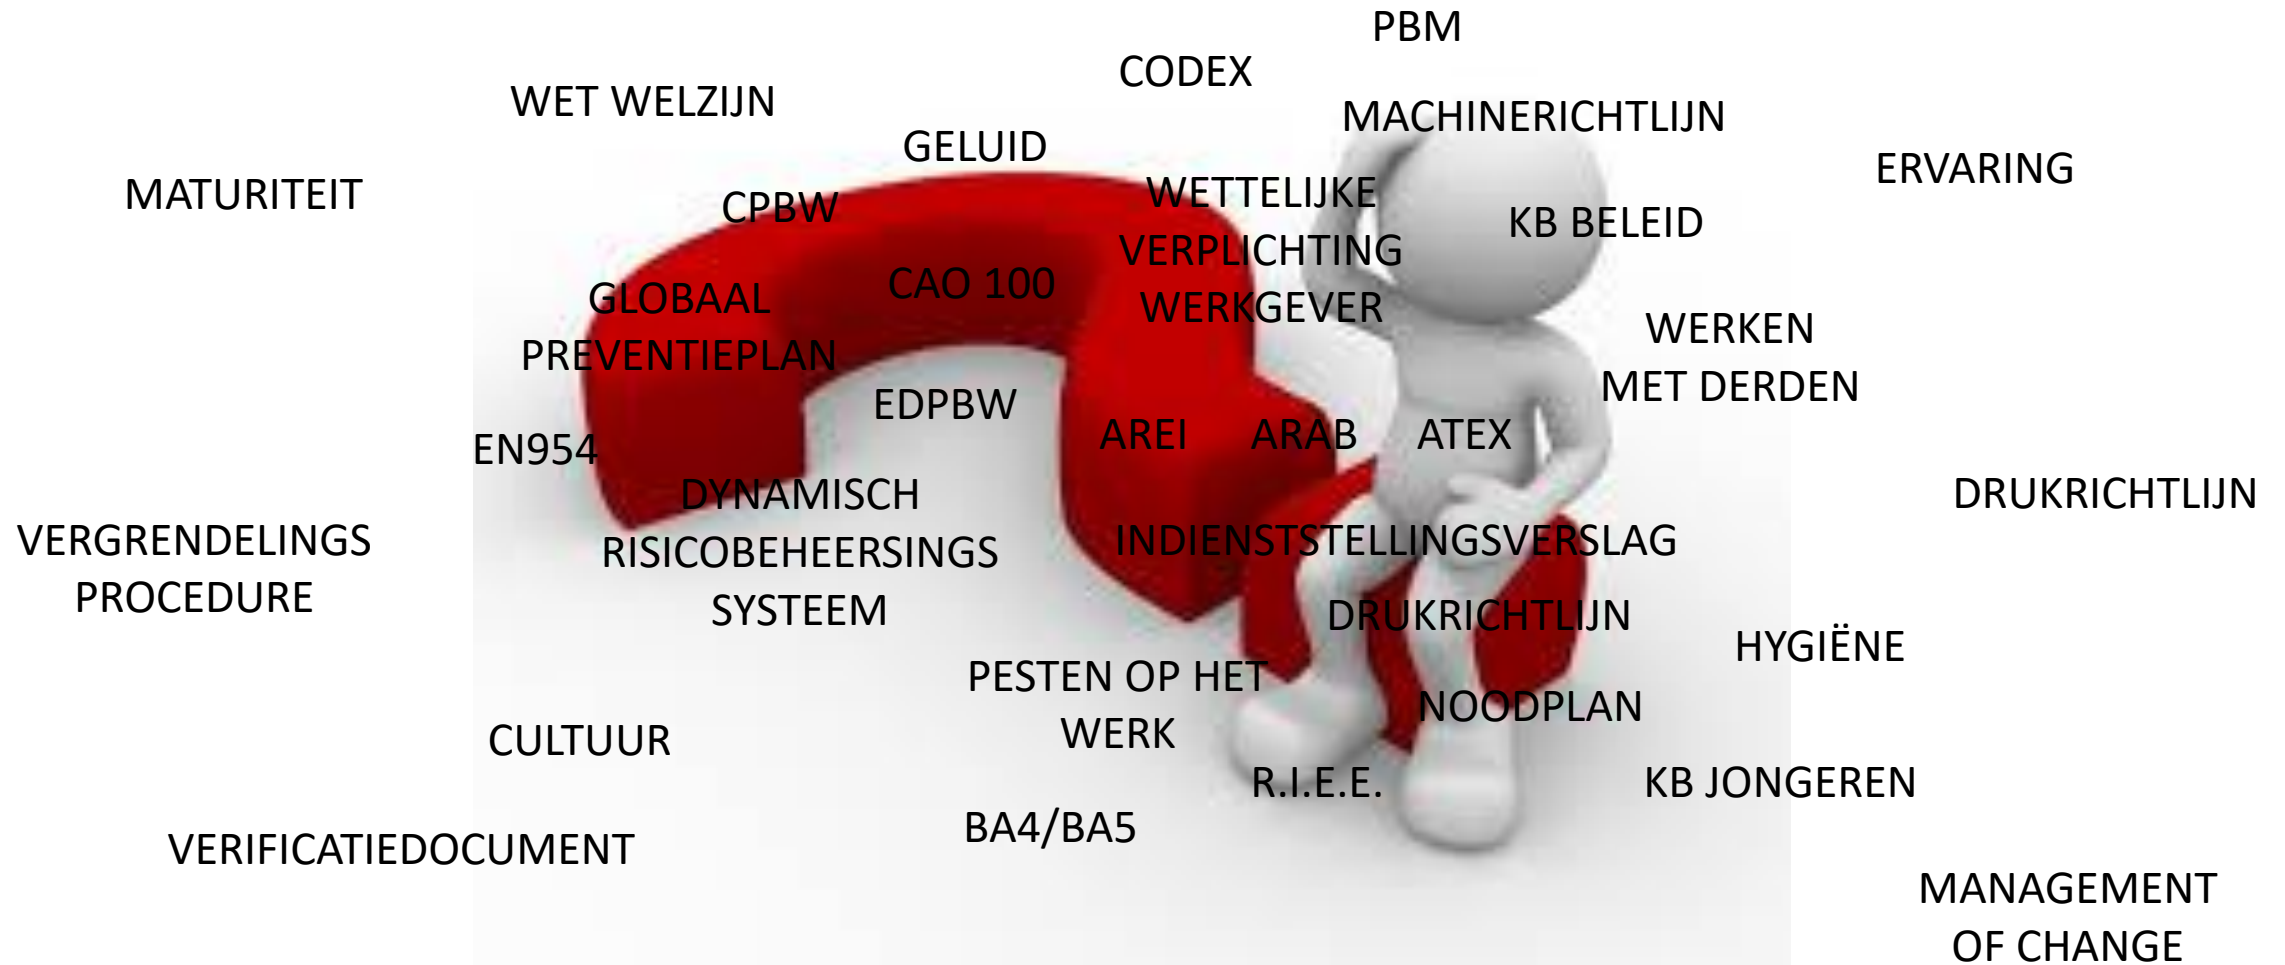 PBM
CODEX
WET WELZIJN
MACHINERICHTLIJN
GELUID
ERVARING
MATURITEIT
CPBW
WETTELIJKE
VERPLICHTING
WERKGEVER
KB BELEID
CAO 100
GLOBAAL
PREVENTIEPLAN
WERKEN
MET DERDEN
EDPBW
AREI
ARAB
ATEX
EN954
DYNAMISCH
RISICOBEHEERSINGS
SYSTEEM
DRUKRICHTLIJN
VERGRENDELINGS
PROCEDURE
INDIENSTSTELLINGSVERSLAG
DRUKRICHTLIJN
HYGIËNE
PESTEN OP HET
WERK
NOODPLAN
CULTUUR
R.I.E.E.
KB JONGEREN
BA4/BA5
VERIFICATIEDOCUMENT
MANAGEMENT
OF CHANGE